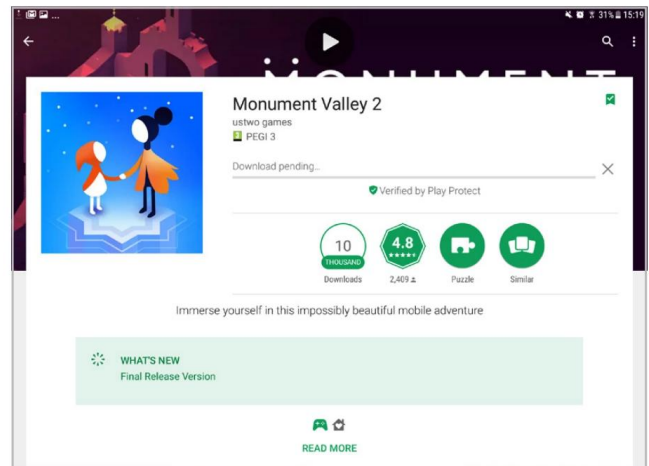 ... 31% 15:19
MONUMENT
Monument Valley 2
ustwo games
3 PEGI 3
Download pending...
Verified by Play Protect
10
THOUSAND
4.8
Downloads
2,409
Puzzle
Similar
Immerse yourself in this impossibly beautiful mobile adventure
WHAT'S NEW
Final Release Version
READ MORE